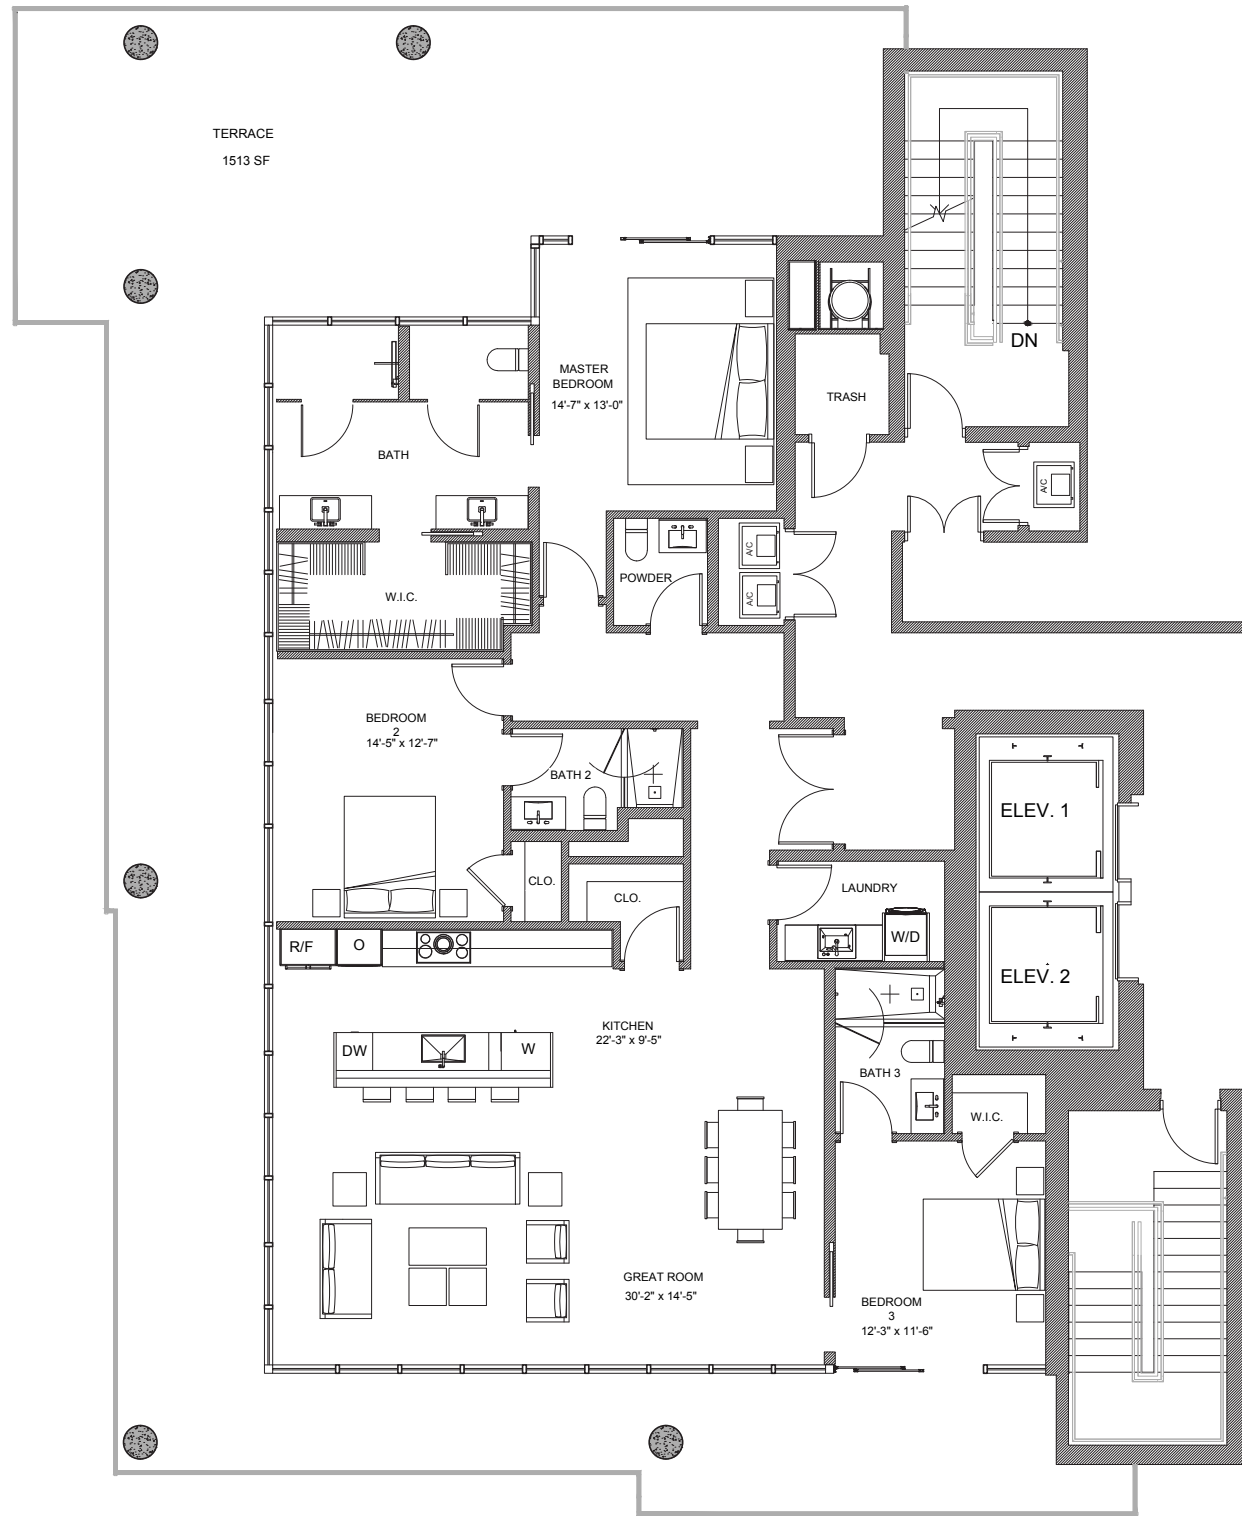 TERRACE
1513 SF
DN
MASTER
BEDROOM
14'-7" x 13'-0"
TRASH
BATH
A/C
A/C
A/C
POWDER
W.I.C.
BEDROOM
2
14'-5" x 12'-7"
BATH 2
ELEV. 1
CLO.
CLO.
LAUNDRY
W/D
R/F
O
ELEV. 2
KITCHEN
22'-3" x 9'-5"
DW
W
BATH 3
W.I.C.
GREAT ROOM
30'-2" x 14'-5"
BEDROOM
3
12'-3" x 11'-6"